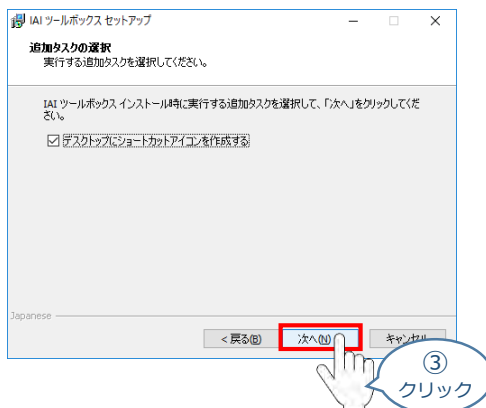 IAI ツールボックス セットアップ
追加タスクの選択
実行する追加タスクを選択してください。
IAI ツールボックス インストール時に実行する追加タスクを選択して、「次へ」をクリックしてくだ
さい。
デスクトップにショートカットアイコンを作成する
Japanese
< 戻る(B) 次へ(N) キャンセル
③
クリック